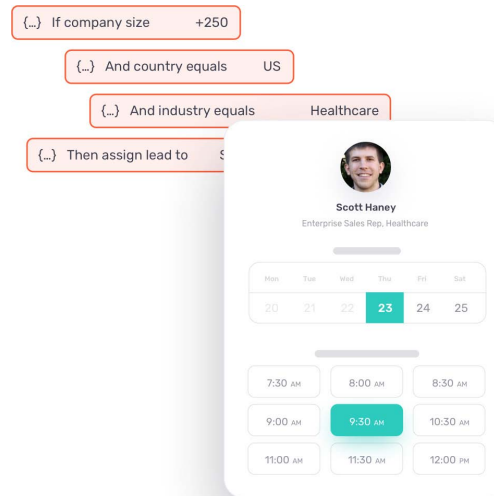 {...} If company size +250
{...} And country equals US
{...} And industry equals Healthcare
{...} Then assign lead to
Scott Haney
Enterprise Sales Rep, Healthcare
Mon Tue Wed Thu Fri Sat
20 21 22 23 24 25
7:30 AM 8:00 AM 8:30 AM
9:00 AM 9:30 AM 10:30 AM
11:00 AM 11:30 AM 12:00 PM